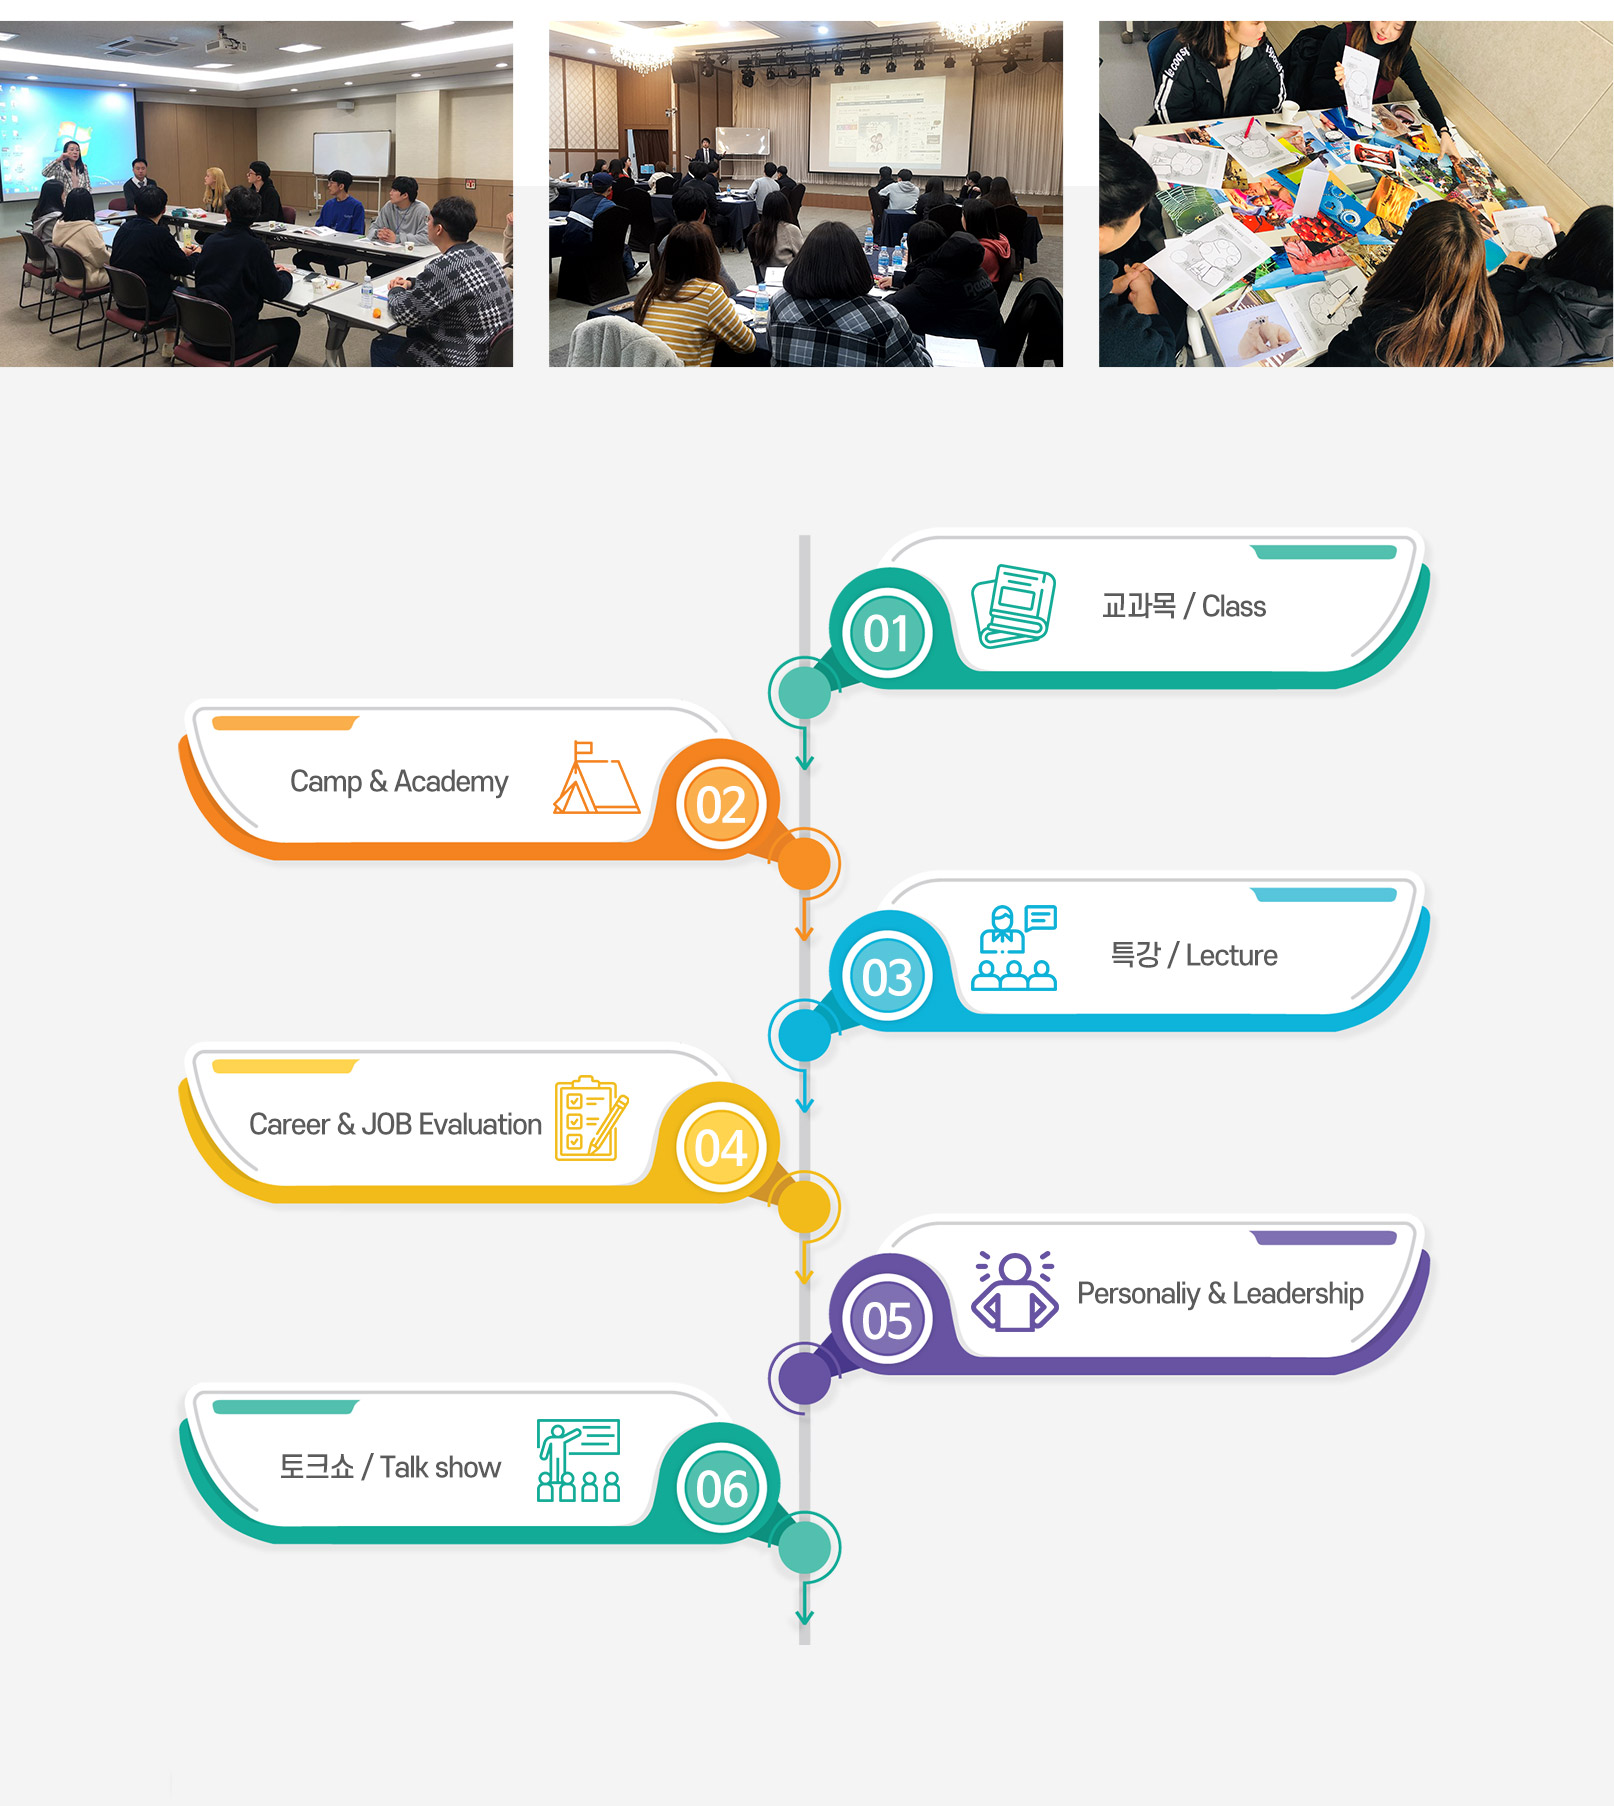 01
교과목 / Class
Camp & Academy
02
03
특강 / Lecture
Career & JOB Evaluation
04
05
Personaliy & Leadership
토크쇼 / Talk show
06